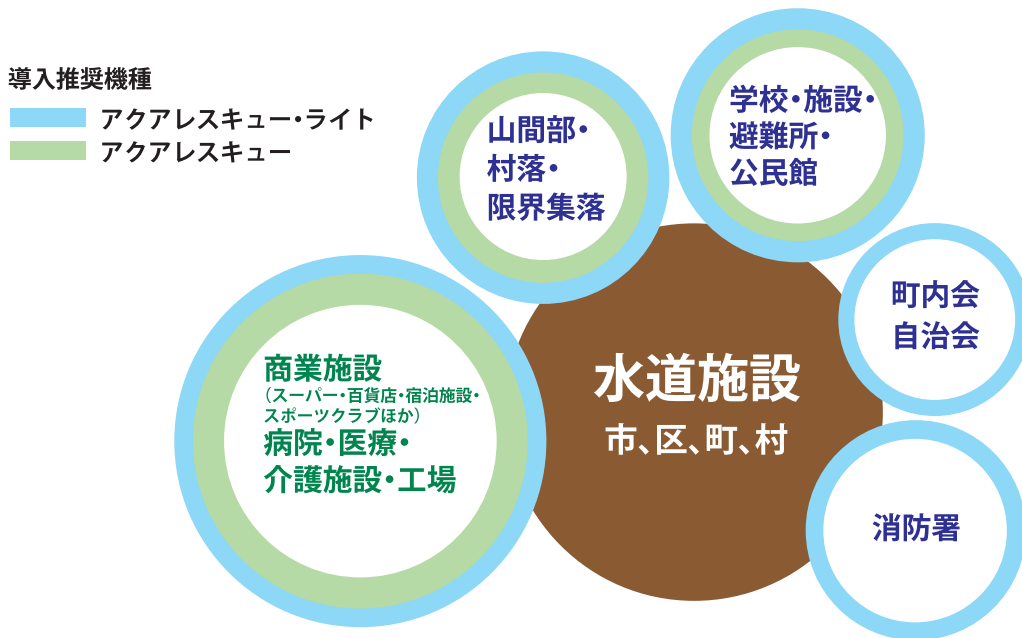 導入推奨機種
アクアレスキュー・ライト
アクアレスキュー
山間部・
村落・
限界集落
学校・施設・
避難所・
公民館
町内会
自治会
商業施設
（スーパー・百貨店・宿泊施設・
スポーツクラブほか）
病院・医療・
介護施設・工場
水道施設
市、区、町、村
消防署